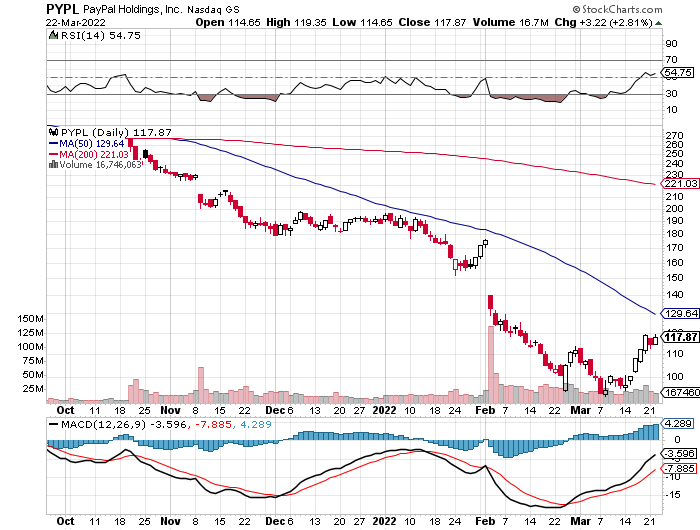 PYPL PayPal Holdings, Inc. Nasdaq GS © StockCharts.com
22-Mar-2022 Open 114.65 High 119.35 Low 114.65 Close 117.87 Volume 16.7M Chg +3.22 (+2.81%)
RSI(14) 54.75
90
70
54.75
50
30
10
PYPL (Daily) 117.87
MA(50) 129.64
MA(200) 221.03
Volume 16,746,063
270
260
250
240
230
221.03
210
200
190
180
170
160
150
140
129.64
120
117.87
110
100
16746063
150M
125M
100M
75M
50M
25M
Oct 11 18 25 Nov 8 15 22 Dec 6 13 20 27 2022 10 18 24 Feb 7 14 22 Mar 7 14 21
MACD(12,26,9) -3.596, -7.885, 4.289
4.289
0
-3.596
-7.885
-10
-15
Oct 11 18 25 Nov 8 15 22 Dec 6 13 20 27 2022 10 18 24 Feb 7 14 22 Mar 7 14 21